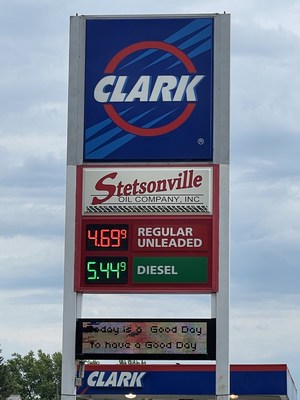 CLARK
®
Stetsonville
OIL COMPANY, INC
4.69⁹
REGULAR
UNLEADED
5.44⁹
DIESEL
Today is a Good Day
To have a Good Day
CLARK